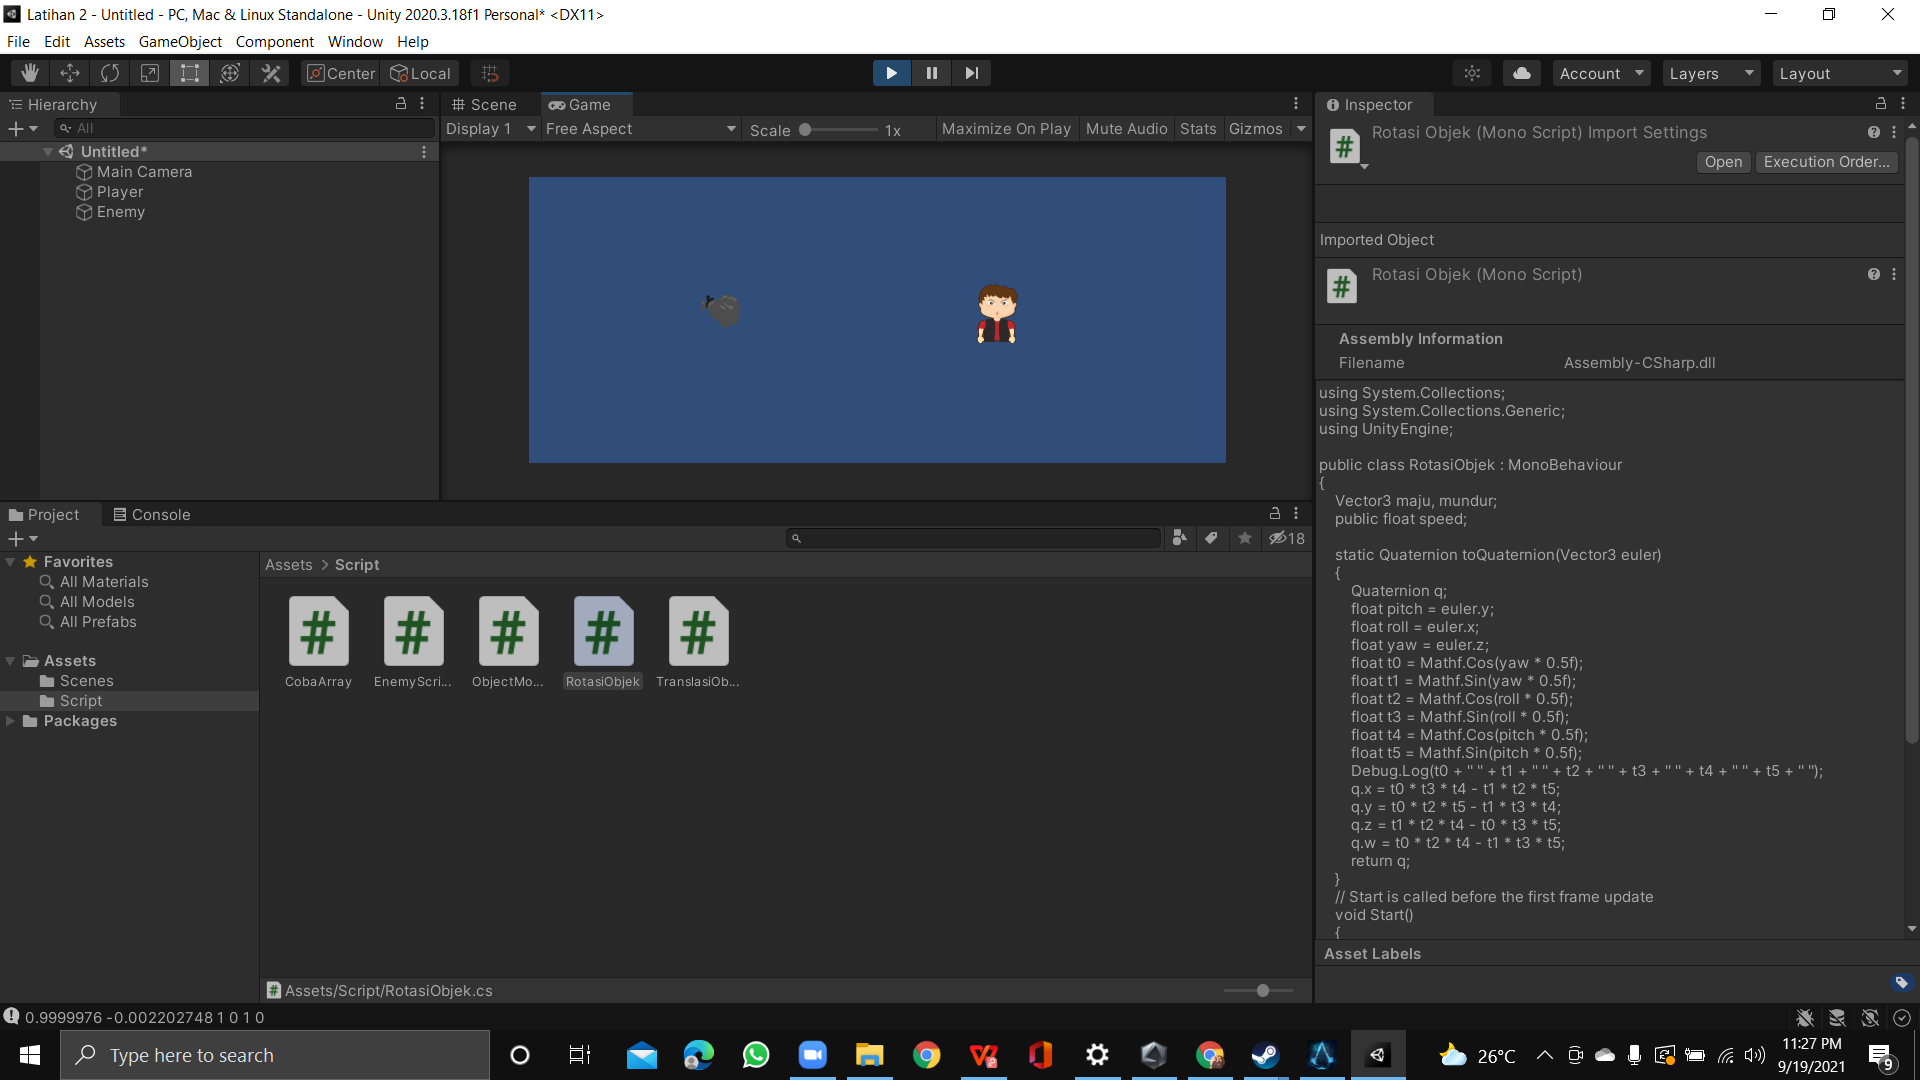 Latihan 2 - Untitled - PC, Mac & Linux Standalone - Unity 2020.3.18f1 Personal* <DX11>
File Edit Assets GameObject Component Window Help
Center Local Account Layers Layout
Hierarchy
All
Untitled*
Main Camera
Player
Enemy
Scene Game
Display 1 Free Aspect Scale 1x Maximize On Play Mute Audio Stats Gizmos
Inspector
Rotasi Objek (Mono Script) Import Settings
Open Execution Order...
Imported Object
Rotasi Objek (Mono Script)
Assembly Information
Filename Assembly-CSharp.dll
using System.Collections;
using System.Collections.Generic;
using UnityEngine;
public class RotasiObjek : MonoBehaviour
{
Vector3 maju, mundur;
public float speed;
static Quaternion toQuaternion(Vector3 euler)
{
Quaternion q;
float pitch = euler.y;
float roll = euler.x;
float yaw = euler.z;
float t0 = Mathf.Cos(yaw * 0.5f);
float t1 = Mathf.Sin(yaw * 0.5f);
float t2 = Mathf.Cos(roll * 0.5f);
float t3 = Mathf.Sin(roll * 0.5f);
float t4 = Mathf.Cos(pitch * 0.5f);
float t5 = Mathf.Sin(pitch * 0.5f);
Debug.Log(t0 + " " + t1 + " " + t2 + " " + t3 + " " + t4 + " " + t5 + " ");
q.x = t0 * t3 * t4 - t1 * t2 * t5;
q.y = t0 * t2 * t5 - t1 * t3 * t4;
q.z = t1 * t2 * t4 - t0 * t3 * t5;
q.w = t0 * t2 * t4 - t1 * t3 * t5;
return q;
}
// Start is called before the first frame update
void Start()
{
Asset Labels
Project Console
18
Favorites
All Materials
All Models
All Prefabs
Assets
Scenes
Script
Packages
Assets > Script
CobaArray EnemyScri... ObjectMo... RotasiObjek TranslasiOb...
Assets/Script/RotasiObjek.cs
0.9999976 -0.002202748 1 0 1 0
Type here to search
26°C
11:27 PM
9/19/2021
9